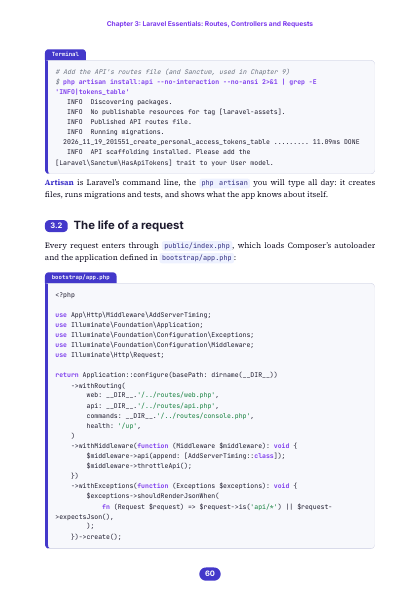 Chapter 3: Laravel Essentials: Routes, Controllers and Requests
Terminal
# Add the API's routes file (and Sanctum, used in Chapter 9)
$ php artisan install:api --no-interaction --no-ansi 2>&1 | grep -E
'INFO|tokens_table'
INFO  Discovering packages.
INFO  No publishable resources for tag [laravel-assets].
INFO  Published API routes file.
INFO  Running migrations.
2026_11_19_201551_create_personal_access_tokens_table ......... 11.09ms DONE
INFO  API scaffolding installed. Please add the
[Laravel\Sanctum\HasApiTokens] trait to your User model.
Artisan is Laravel's command line, the php artisan you will type all day: it creates
files, runs migrations and tests, and shows what the app knows about itself.
3.2 The life of a request
Every request enters through public/index.php, which loads Composer's autoloader
and the application defined in bootstrap/app.php:
bootstrap/app.php
<?php
use App\Http\Middleware\AddServerTiming;
use Illuminate\Foundation\Application;
use Illuminate\Foundation\Configuration\Exceptions;
use Illuminate\Foundation\Configuration\Middleware;
use Illuminate\Http\Request;
return Application::configure(basePath: dirname(__DIR__))
->withRouting(
web: __DIR__.'/../routes/web.php',
api: __DIR__.'/../routes/api.php',
commands: __DIR__.'/../routes/console.php',
health: '/up',
)
->withMiddleware(function (Middleware $middleware): void {
$middleware->api(append: [AddServerTiming::class]);
$middleware->throttleApi();
})
->withExceptions(function (Exceptions $exceptions): void {
$exceptions->shouldRenderJsonWhen(
fn (Request $request) => $request->is('api/*') || $request-
>expectsJson(),
);
})->create();
60